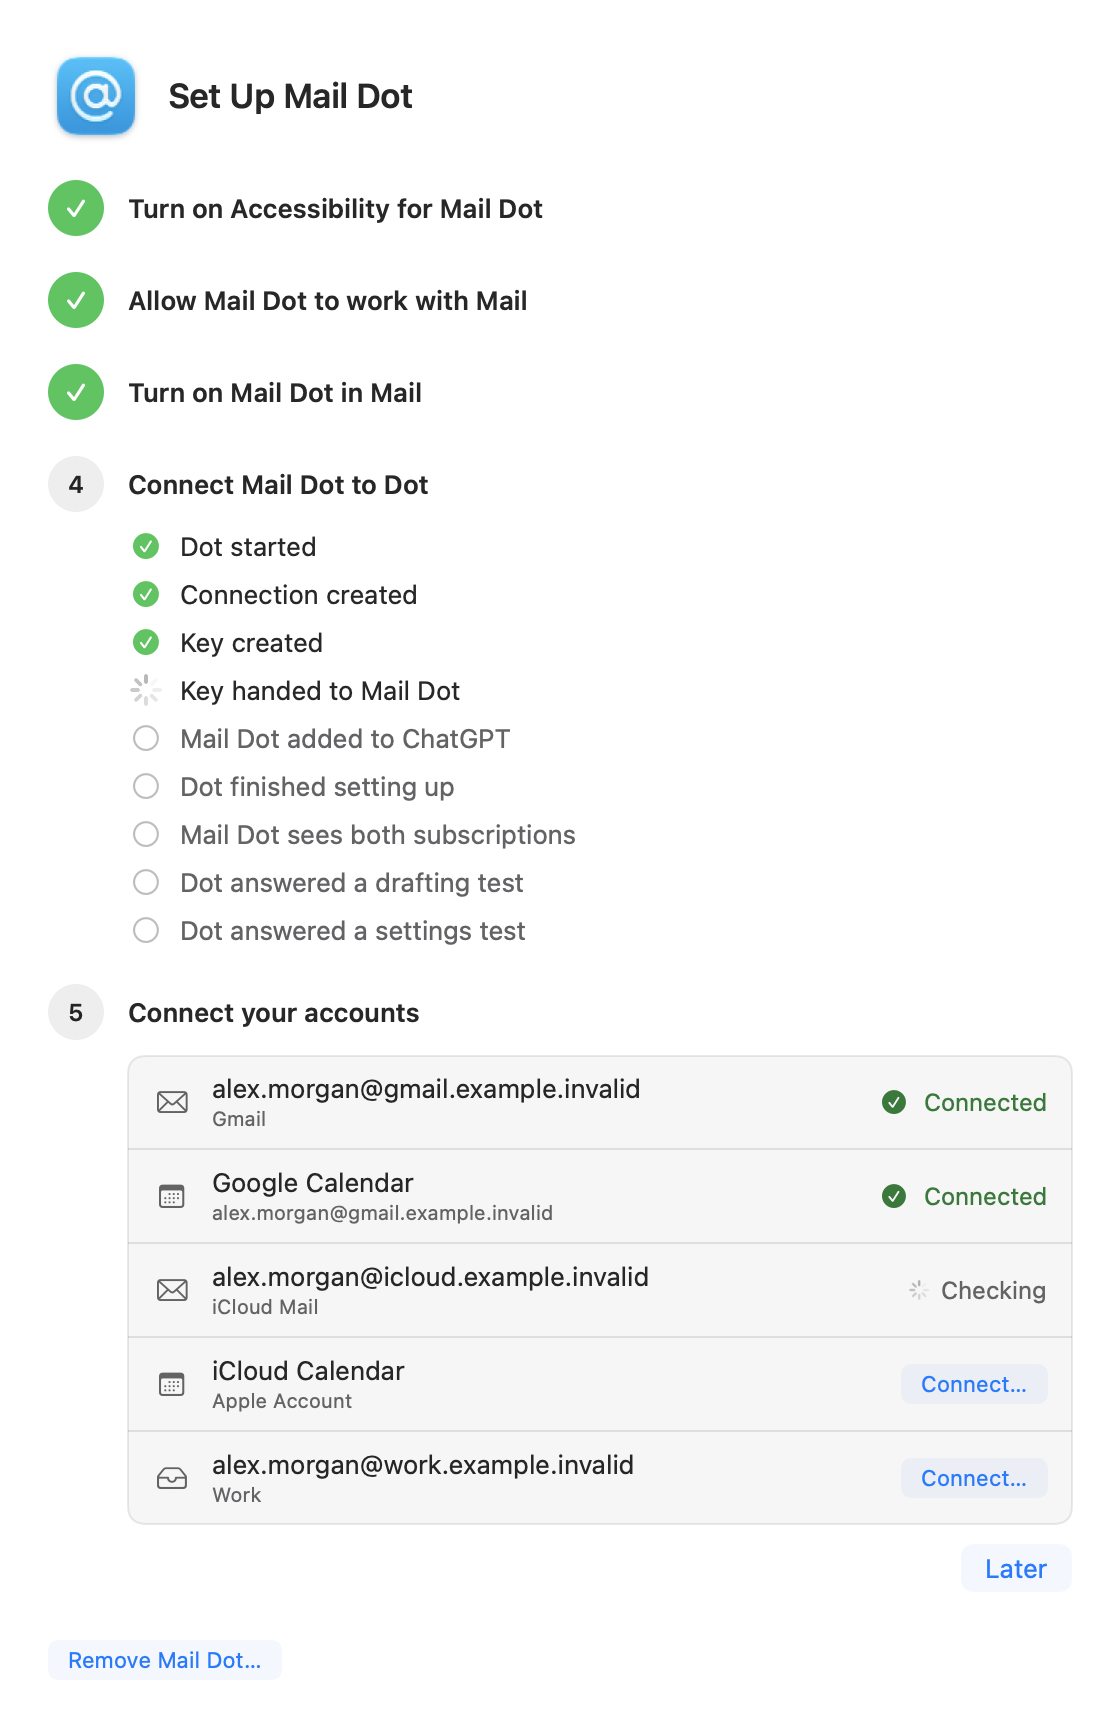 Set Up Mail Dot
Turn on Accessibility for Mail Dot
Allow Mail Dot to work with Mail
Turn on Mail Dot in Mail
4 Connect Mail Dot to Dot
Dot started
Connection created
Key created
Key handed to Mail Dot
Mail Dot added to ChatGPT
Dot finished setting up
Mail Dot sees both subscriptions
Dot answered a drafting test
Dot answered a settings test
5 Connect your accounts
alex.morgan@gmail.example.invalid
Gmail
Connected
Google Calendar
alex.morgan@gmail.example.invalid
Connected
alex.morgan@icloud.example.invalid
iCloud Mail
Checking
iCloud Calendar
Apple Account
Connect...
alex.morgan@work.example.invalid
Work
Connect...
Later
Remove Mail Dot...